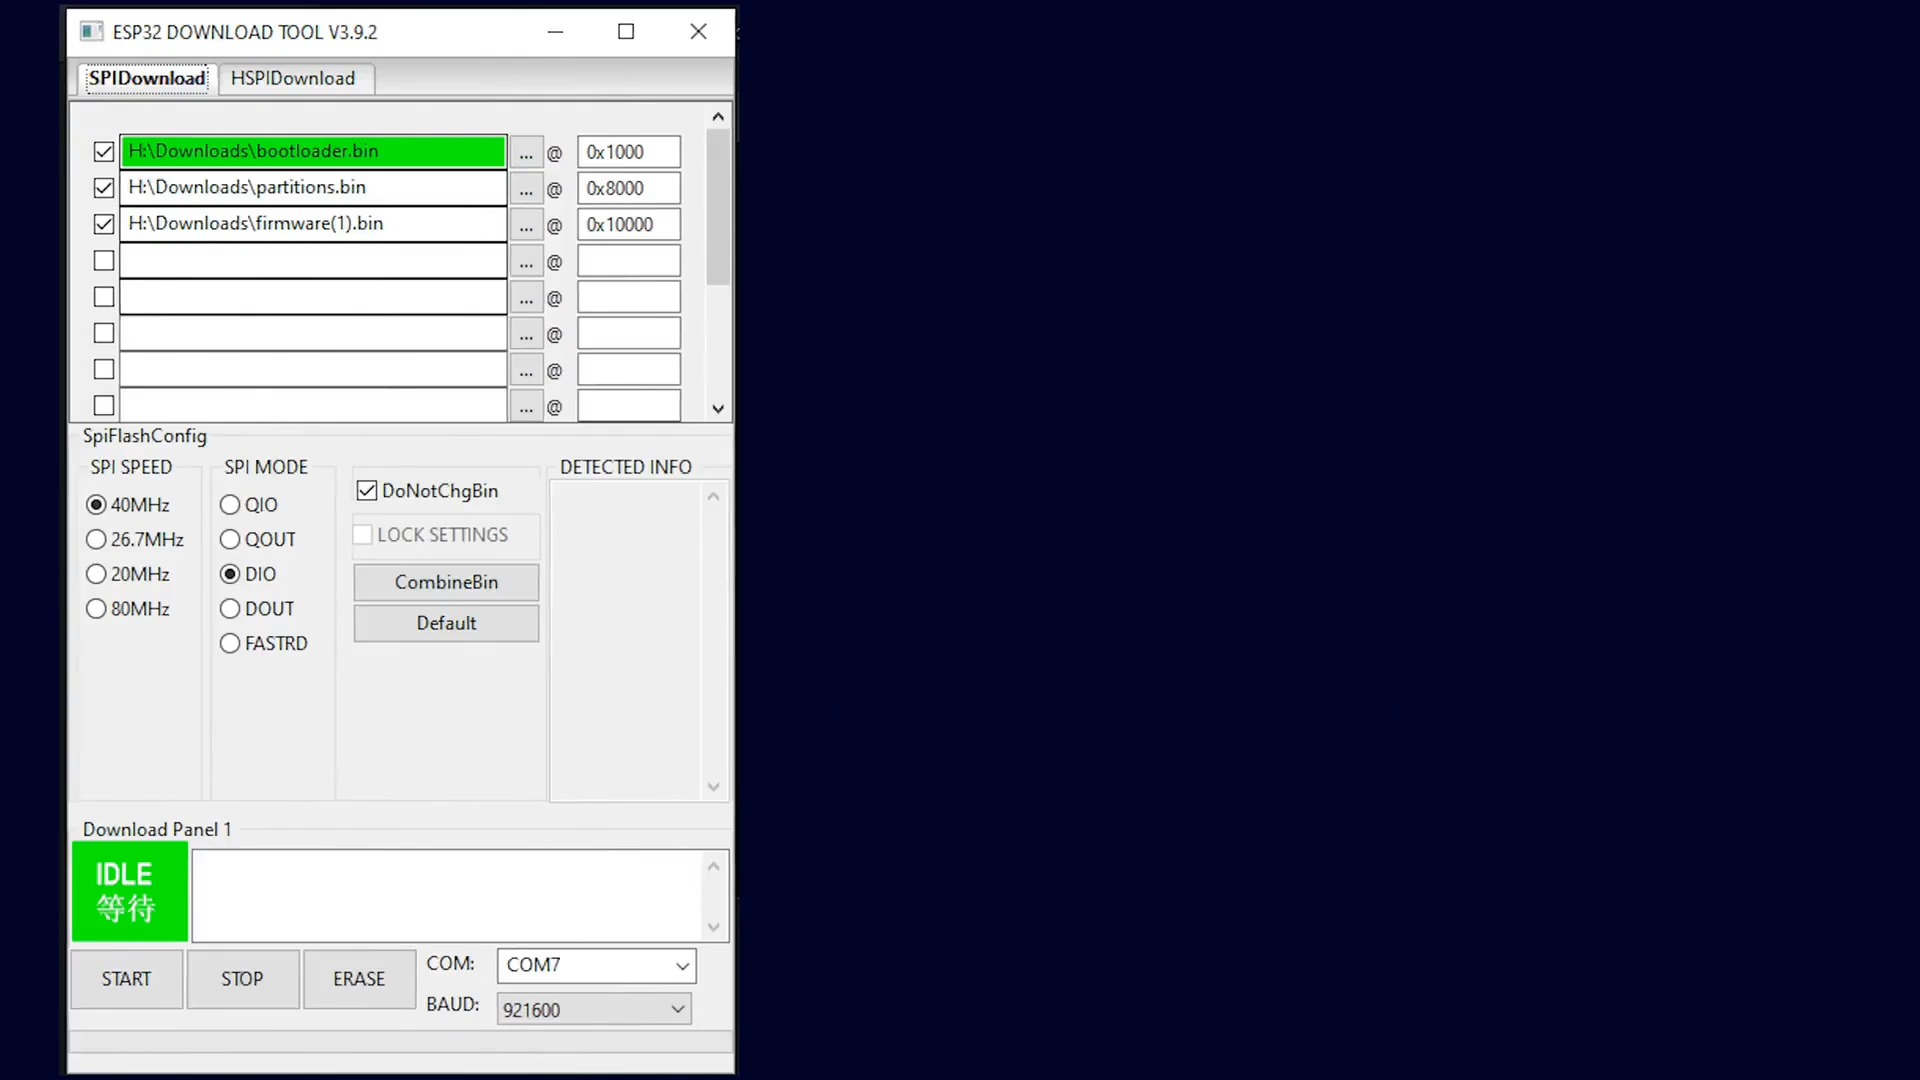 ESP32 DOWNLOAD TOOL V3.9.2
SPIDownload HSPIDownload
H:\Downloads\bootloader.bin ... @ 0x1000
H:\Downloads\partitions.bin ... @ 0x8000
H:\Downloads\firmware(1).bin ... @ 0x10000
... @
... @
... @
... @
... @
SpiFlashConfig
SPI SPEED
40MHz
26.7MHz
20MHz
80MHz
SPI MODE
QIO
QOUT
DIO
DOUT
FASTRD
DoNotChgBin
LOCK SETTINGS
CombineBin
Default
DETECTED INFO
Download Panel 1
IDLE
等待
START STOP ERASE
COM: COM7
BAUD: 921600